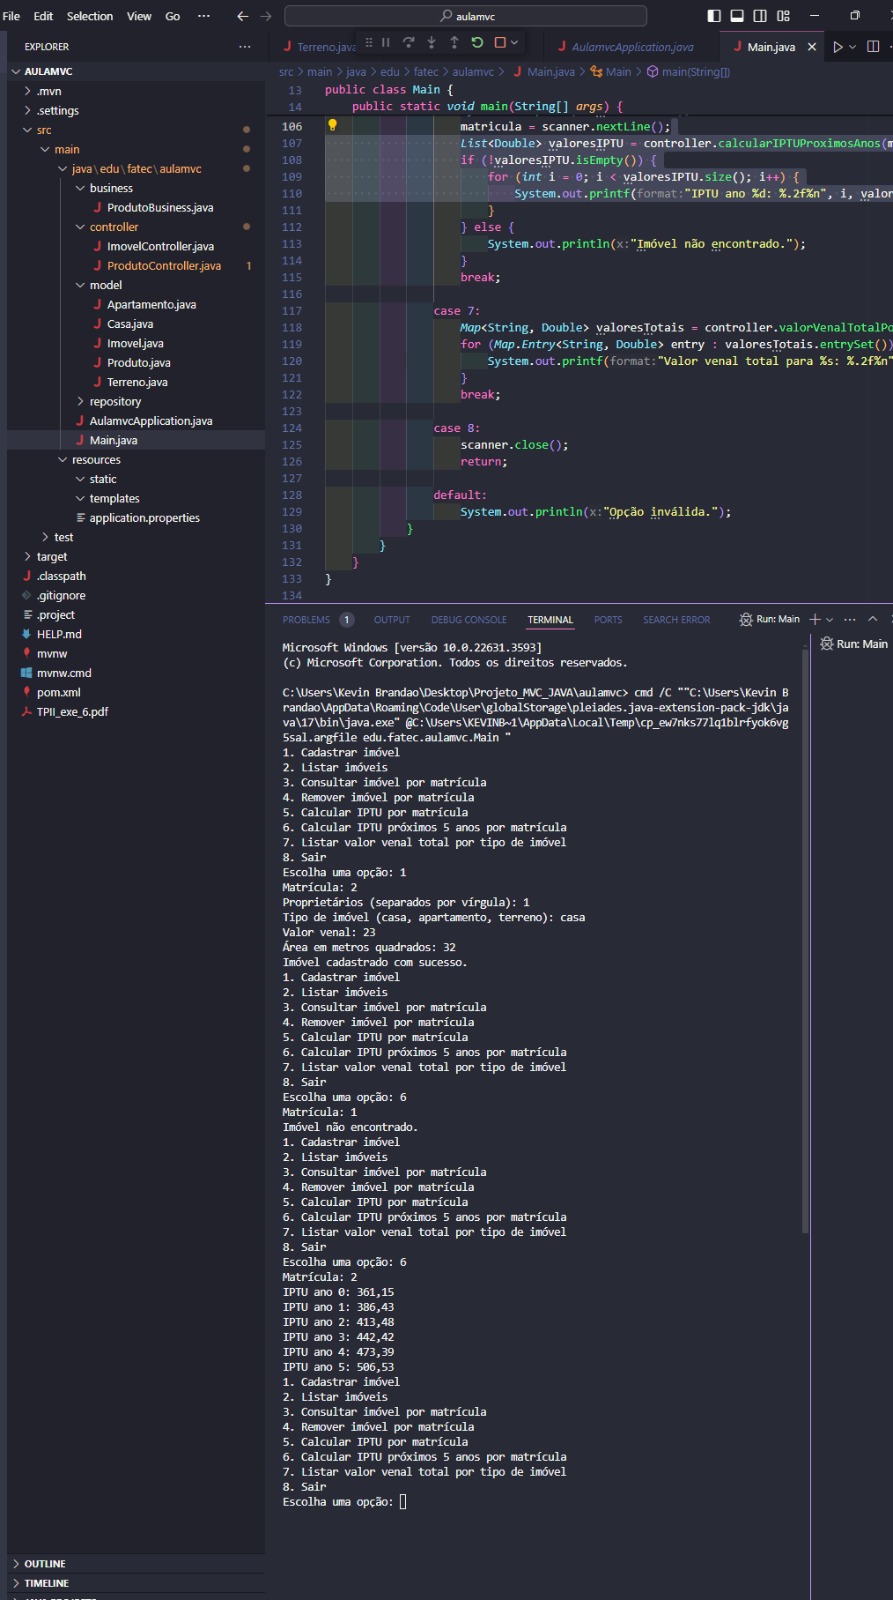 File Edit Selection View Go ··· aulamvc
EXPLORER ···
AULAMVC
.mvn
.settings
src
main
java\edu\fatec\aulamvc
business
ProdutoBusiness.java
controller
ImovelController.java
ProdutoController.java 1
model
Apartamento.java
Casa.java
Imovel.java
Produto.java
Terreno.java
repository
AulamvcApplication.java
Main.java
resources
static
templates
application.properties
test
target
.classpath
.gitignore
.project
HELP.md
mvnw
mvnw.cmd
pom.xml
TPII_exe_6.pdf
OUTLINE
TIMELINE
Terreno.java AulamvcApplication.java Main.java
src > main > java > edu > fatec > aulamvc > Main.java > Main > main(String[])
13 public class Main {
14 public static void main(String[] args) {
106 matricula = scanner.nextLine();
107 List<Double> valoresIPTU = controller.calcularIPTUProximosAnos(m
108 if (!valoresIPTU.isEmpty()) {
109 for (int i = 0; i < valoresIPTU.size(); i++) {
110 System.out.printf(format:"IPTU ano %d: %.2f%n", i, valor
111 }
112 } else {
113 System.out.println(x:"Imóvel não encontrado.");
114 }
115 break;
116
117 case 7:
118 Map<String, Double> valoresTotais = controller.valorVenalTotalPo
119 for (Map.Entry<String, Double> entry : valoresTotais.entrySet())
120 System.out.printf(format:"Valor venal total para %s: %.2f%n"
121 }
122 break;
123
124 case 8:
125 scanner.close();
126 return;
127
128 default:
129 System.out.println(x:"Opção inválida.");
130 }
131 }
132 }
133 }
134
PROBLEMS 1 OUTPUT DEBUG CONSOLE TERMINAL PORTS SEARCH ERROR Run: Main
Run: Main
Microsoft Windows [versão 10.0.22631.3593]
(c) Microsoft Corporation. Todos os direitos reservados.
C:\Users\Kevin Brandao\Desktop\Projeto_MVC_JAVA\aulamvc> cmd /C ""C:\Users\Kevin B
randao\AppData\Roaming\Code\User\globalStorage\pleiades.java-extension-pack-jdk\ja
va\17\bin\java.exe" @C:\Users\KEVINB~1\AppData\Local\Temp\cp_ew7nks77lq1blrfyok6vg
5sal.argfile edu.fatec.aulamvc.Main "
1. Cadastrar imóvel
2. Listar imóveis
3. Consultar imóvel por matrícula
4. Remover imóvel por matrícula
5. Calcular IPTU por matrícula
6. Calcular IPTU próximos 5 anos por matrícula
7. Listar valor venal total por tipo de imóvel
8. Sair
Escolha uma opção: 1
Matrícula: 2
Proprietários (separados por vírgula): 1
Tipo de imóvel (casa, apartamento, terreno): casa
Valor venal: 23
Área em metros quadrados: 32
Imóvel cadastrado com sucesso.
1. Cadastrar imóvel
2. Listar imóveis
3. Consultar imóvel por matrícula
4. Remover imóvel por matrícula
5. Calcular IPTU por matrícula
6. Calcular IPTU próximos 5 anos por matrícula
7. Listar valor venal total por tipo de imóvel
8. Sair
Escolha uma opção: 6
Matrícula: 1
Imóvel não encontrado.
1. Cadastrar imóvel
2. Listar imóveis
3. Consultar imóvel por matrícula
4. Remover imóvel por matrícula
5. Calcular IPTU por matrícula
6. Calcular IPTU próximos 5 anos por matrícula
7. Listar valor venal total por tipo de imóvel
8. Sair
Escolha uma opção: 6
Matrícula: 2
IPTU ano 0: 361,15
IPTU ano 1: 386,43
IPTU ano 2: 413,48
IPTU ano 3: 442,42
IPTU ano 4: 473,39
IPTU ano 5: 506,53
1. Cadastrar imóvel
2. Listar imóveis
3. Consultar imóvel por matrícula
4. Remover imóvel por matrícula
5. Calcular IPTU por matrícula
6. Calcular IPTU próximos 5 anos por matrícula
7. Listar valor venal total por tipo de imóvel
8. Sair
Escolha uma opção: